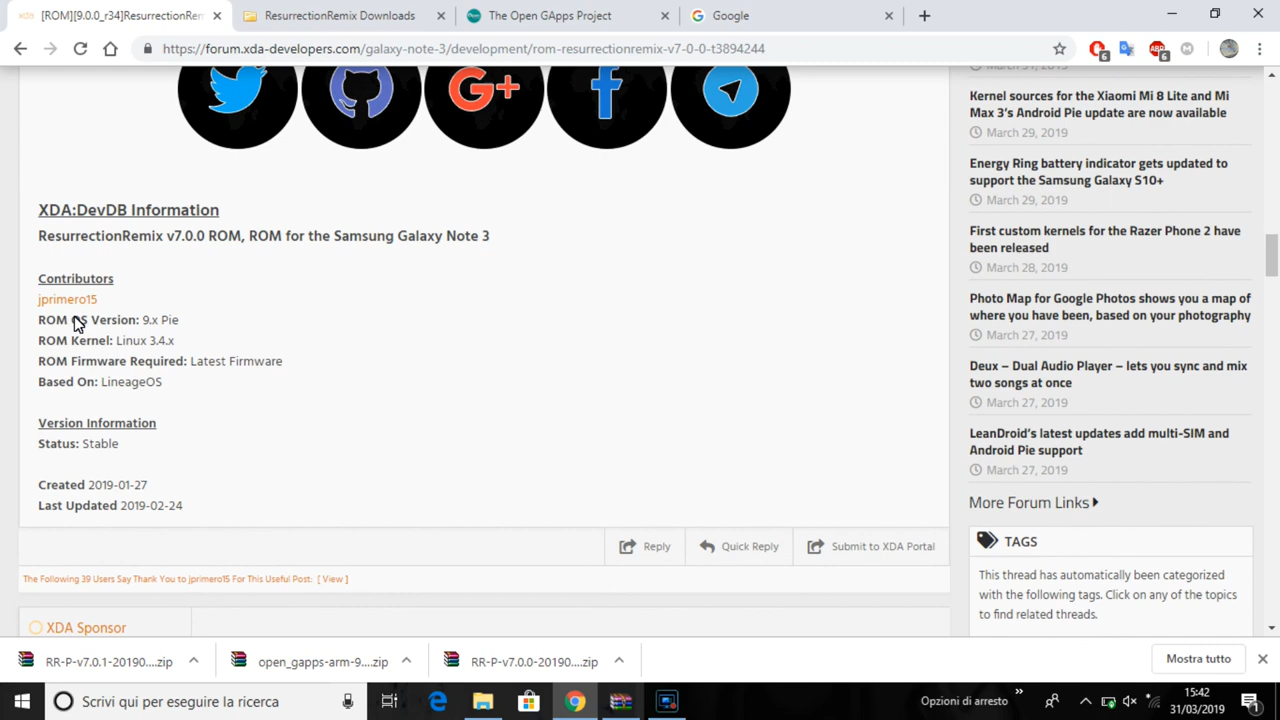 [ROM][9.0.0_r34]ResurrectionRem
ResurrectionRemix Downloads
The Open GApps Project
Google
https://forum.xda-developers.com/galaxy-note-3/development/rom-resurrectionremix-v7-0-0-t3894244
6
ABP
6
M
XDA:DevDB Information
ResurrectionRemix v7.0.0 ROM, ROM for the Samsung Galaxy Note 3
Contributors
jprimero15
ROM OS Version: 9.x Pie
ROM Kernel: Linux 3.4.x
ROM Firmware Required: Latest Firmware
Based On: LineageOS
Version Information
Status: Stable
Created 2019-01-27
Last Updated 2019-02-24
Reply
Quick Reply
Submit to XDA Portal
The Following 39 Users Say Thank You to jprimero15 For This Useful Post: [ View ]
XDA Sponsor
Kernel sources for the Xiaomi Mi 8 Lite and Mi
Max 3's Android Pie update are now available
March 29, 2019
Energy Ring battery indicator gets updated to
support the Samsung Galaxy S10+
March 29, 2019
First custom kernels for the Razer Phone 2 have
been released
March 28, 2019
Photo Map for Google Photos shows you a map of
where you have been, based on your photography
March 27, 2019
Deux – Dual Audio Player – lets you sync and mix
two songs at once
March 27, 2019
LeanDroid's latest updates add multi-SIM and
Android Pie support
March 27, 2019
More Forum Links
TAGS
This thread has automatically been categorized
with the following tags. Click on any of the topics
to find related threads.
RR-P-v7.0.1-20190....zip
open_gapps-arm-9....zip
RR-P-v7.0.0-20190....zip
Mostra tutto
Scrivi qui per eseguire la ricerca
Opzioni di arresto
15:42
31/03/2019
1